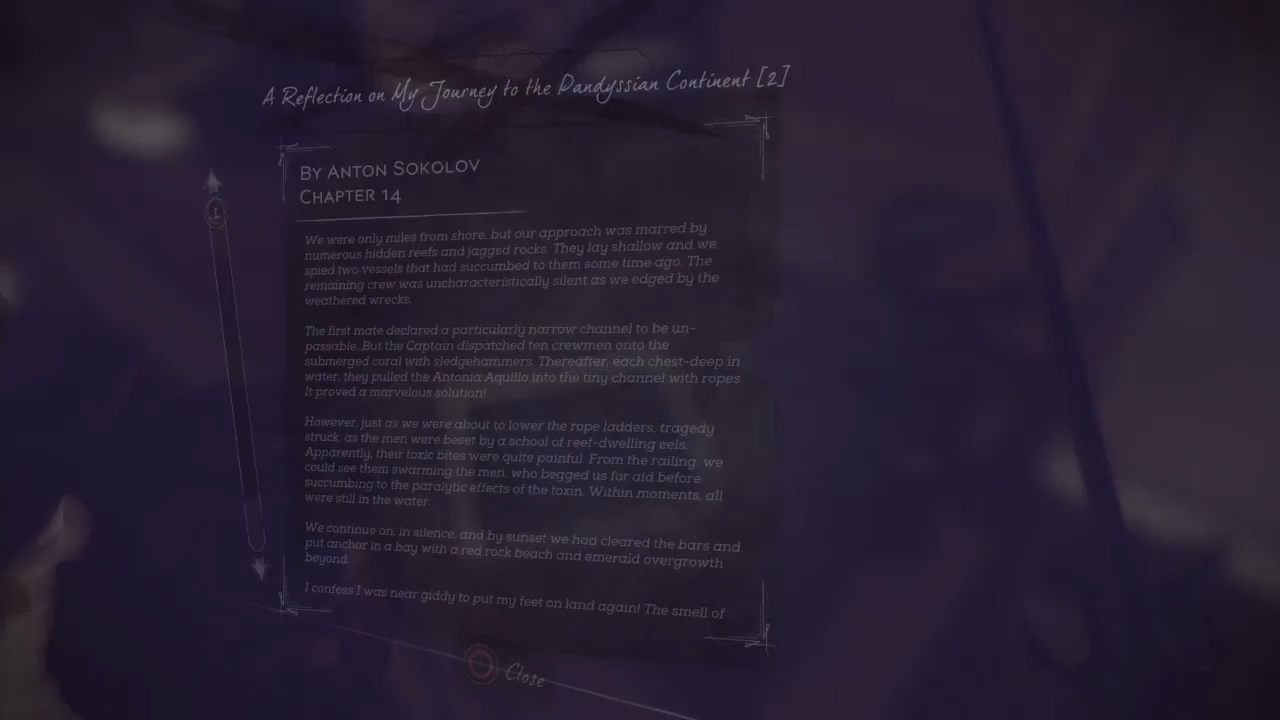 A Reflection on My Journey to the Pandyssian Continent [2]
BY ANTON SOKOLOV
CHAPTER 14
L
We were only miles from shore, but our approach was marred by
numerous hidden reefs and jagged rocks. They lay shallow and we
spied two vessels that had succumbed to them some time ago. The
remaining crew was uncharacteristically silent as we edged by the
weathered wrecks.
The first mate declared a particularly narrow channel to be un-
passable. But the Captain dispatched ten crewmen onto the
submerged coral with sledgehammers. Thereafter, each chest-deep in
water, they pulled the Antonia Aquillo into the tiny channel with ropes.
It proved a marvelous solution!
However, just as we were about to lower the rope ladders, tragedy
struck, as the men were beset by a school of reef-dwelling eels.
Apparently, their toxic bites were quite painful. From the railing, we
could see them swarming the men, who begged us for aid before
succumbing to the paralytic effects of the toxin. Within moments, all
were still in the water.
We continue on, in silence, and by sunset we had cleared the bars and
put anchor in a bay with a red rock beach and emerald overgrowth
beyond.
I confess I was near giddy to put my feet on land again! The smell of
Close